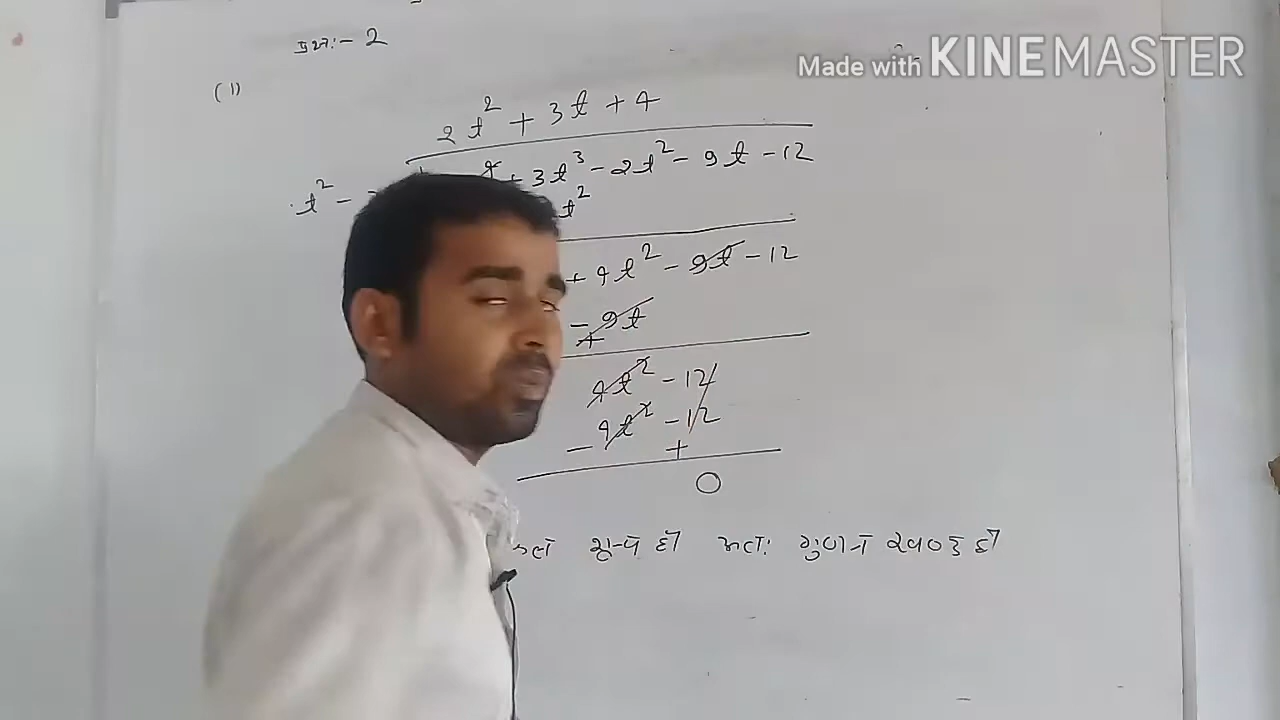 प्रश्न:- 2
Made with KINEMASTER
(1)
2t² + 3t + 4
t² - + 3t³ - 2t² - 9t - 12
t²
+ 4t² - 9t - 12
- 9t
+
4t² - 12
4t² - 12
- +
0
शून्य है अतः गुणनखण्ड है